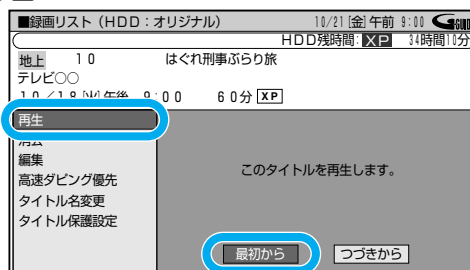 ■録画リスト（HDD：オリジナル） 10/21[金]午前 9:00 GGUID
HDD残時間：XP 34時間10分
地上 10 はぐれ刑事ぶらり旅
テレビ○○
10／18[火]午後 9:00 60分 XP
再生
消去
編集
高速ダビング優先
タイトル名変更
タイトル保護設定
このタイトルを再生します。
最初から つづきから